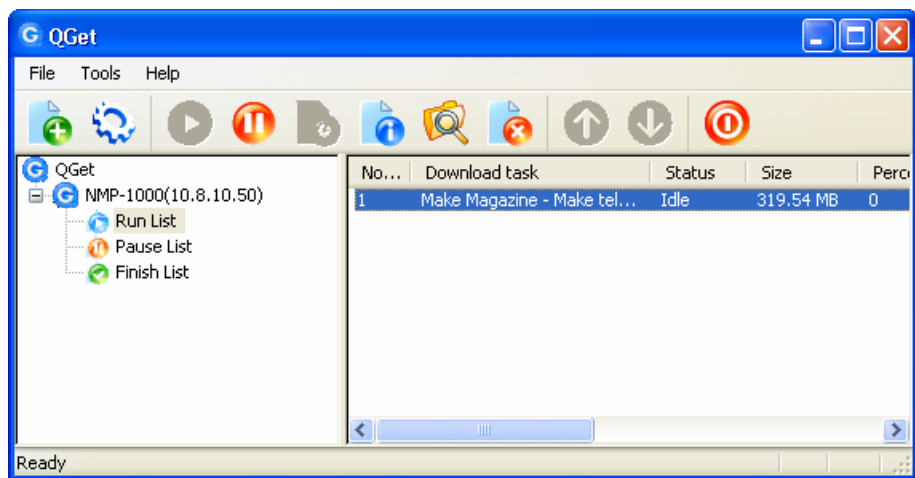 QGet
File Tools Help
QGet
NMP-1000(10.8.10.50)
Run List
Pause List
Finish List
No... Download task Status Size Perce
1 Make Magazine - Make tel... Idle 319.54 MB 0
Ready